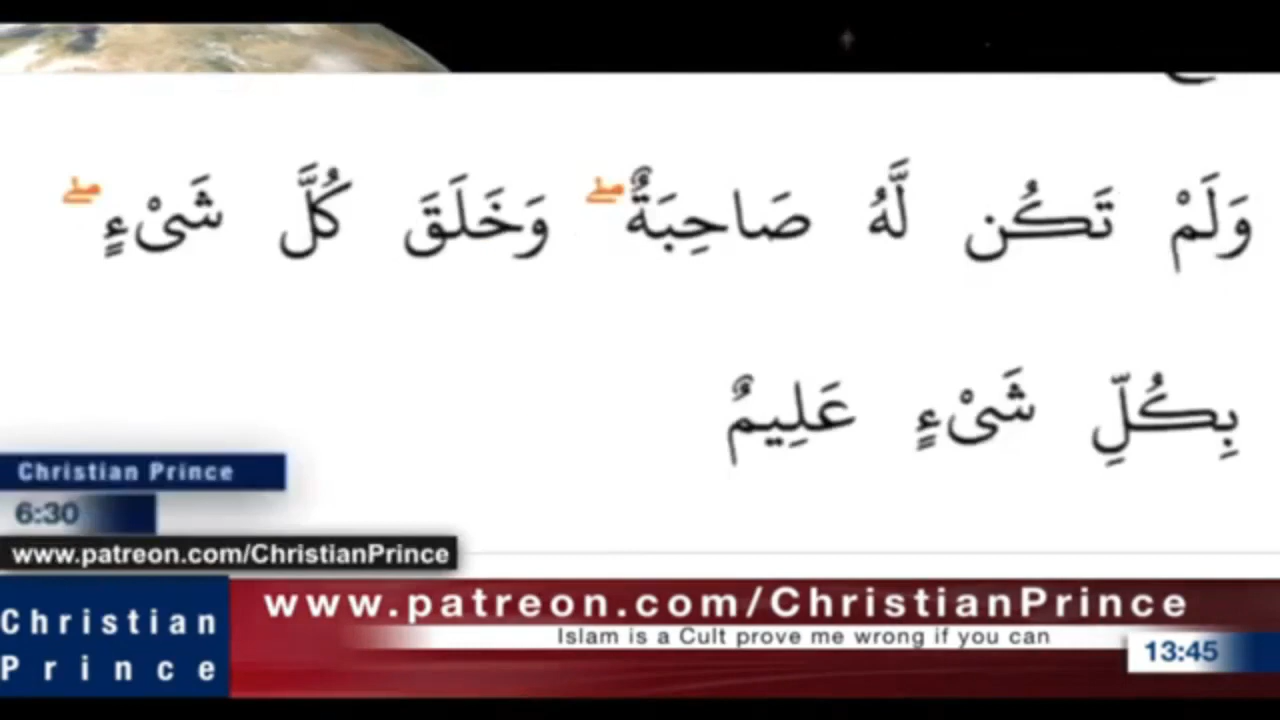 وَلَمْ تَكُن لَّهُ صَاحِبَةٌ ۖ وَخَلَقَ كُلَّ شَىْءٍ ۖ
بِكُلِّ شَىْءٍ عَلِيمٌ
Christian Prince
6:30
www.patreon.com/ChristianPrince
Christian
Prince
www.patreon.com/ChristianPrince
Islam is a Cult prove me wrong if you can
13:45